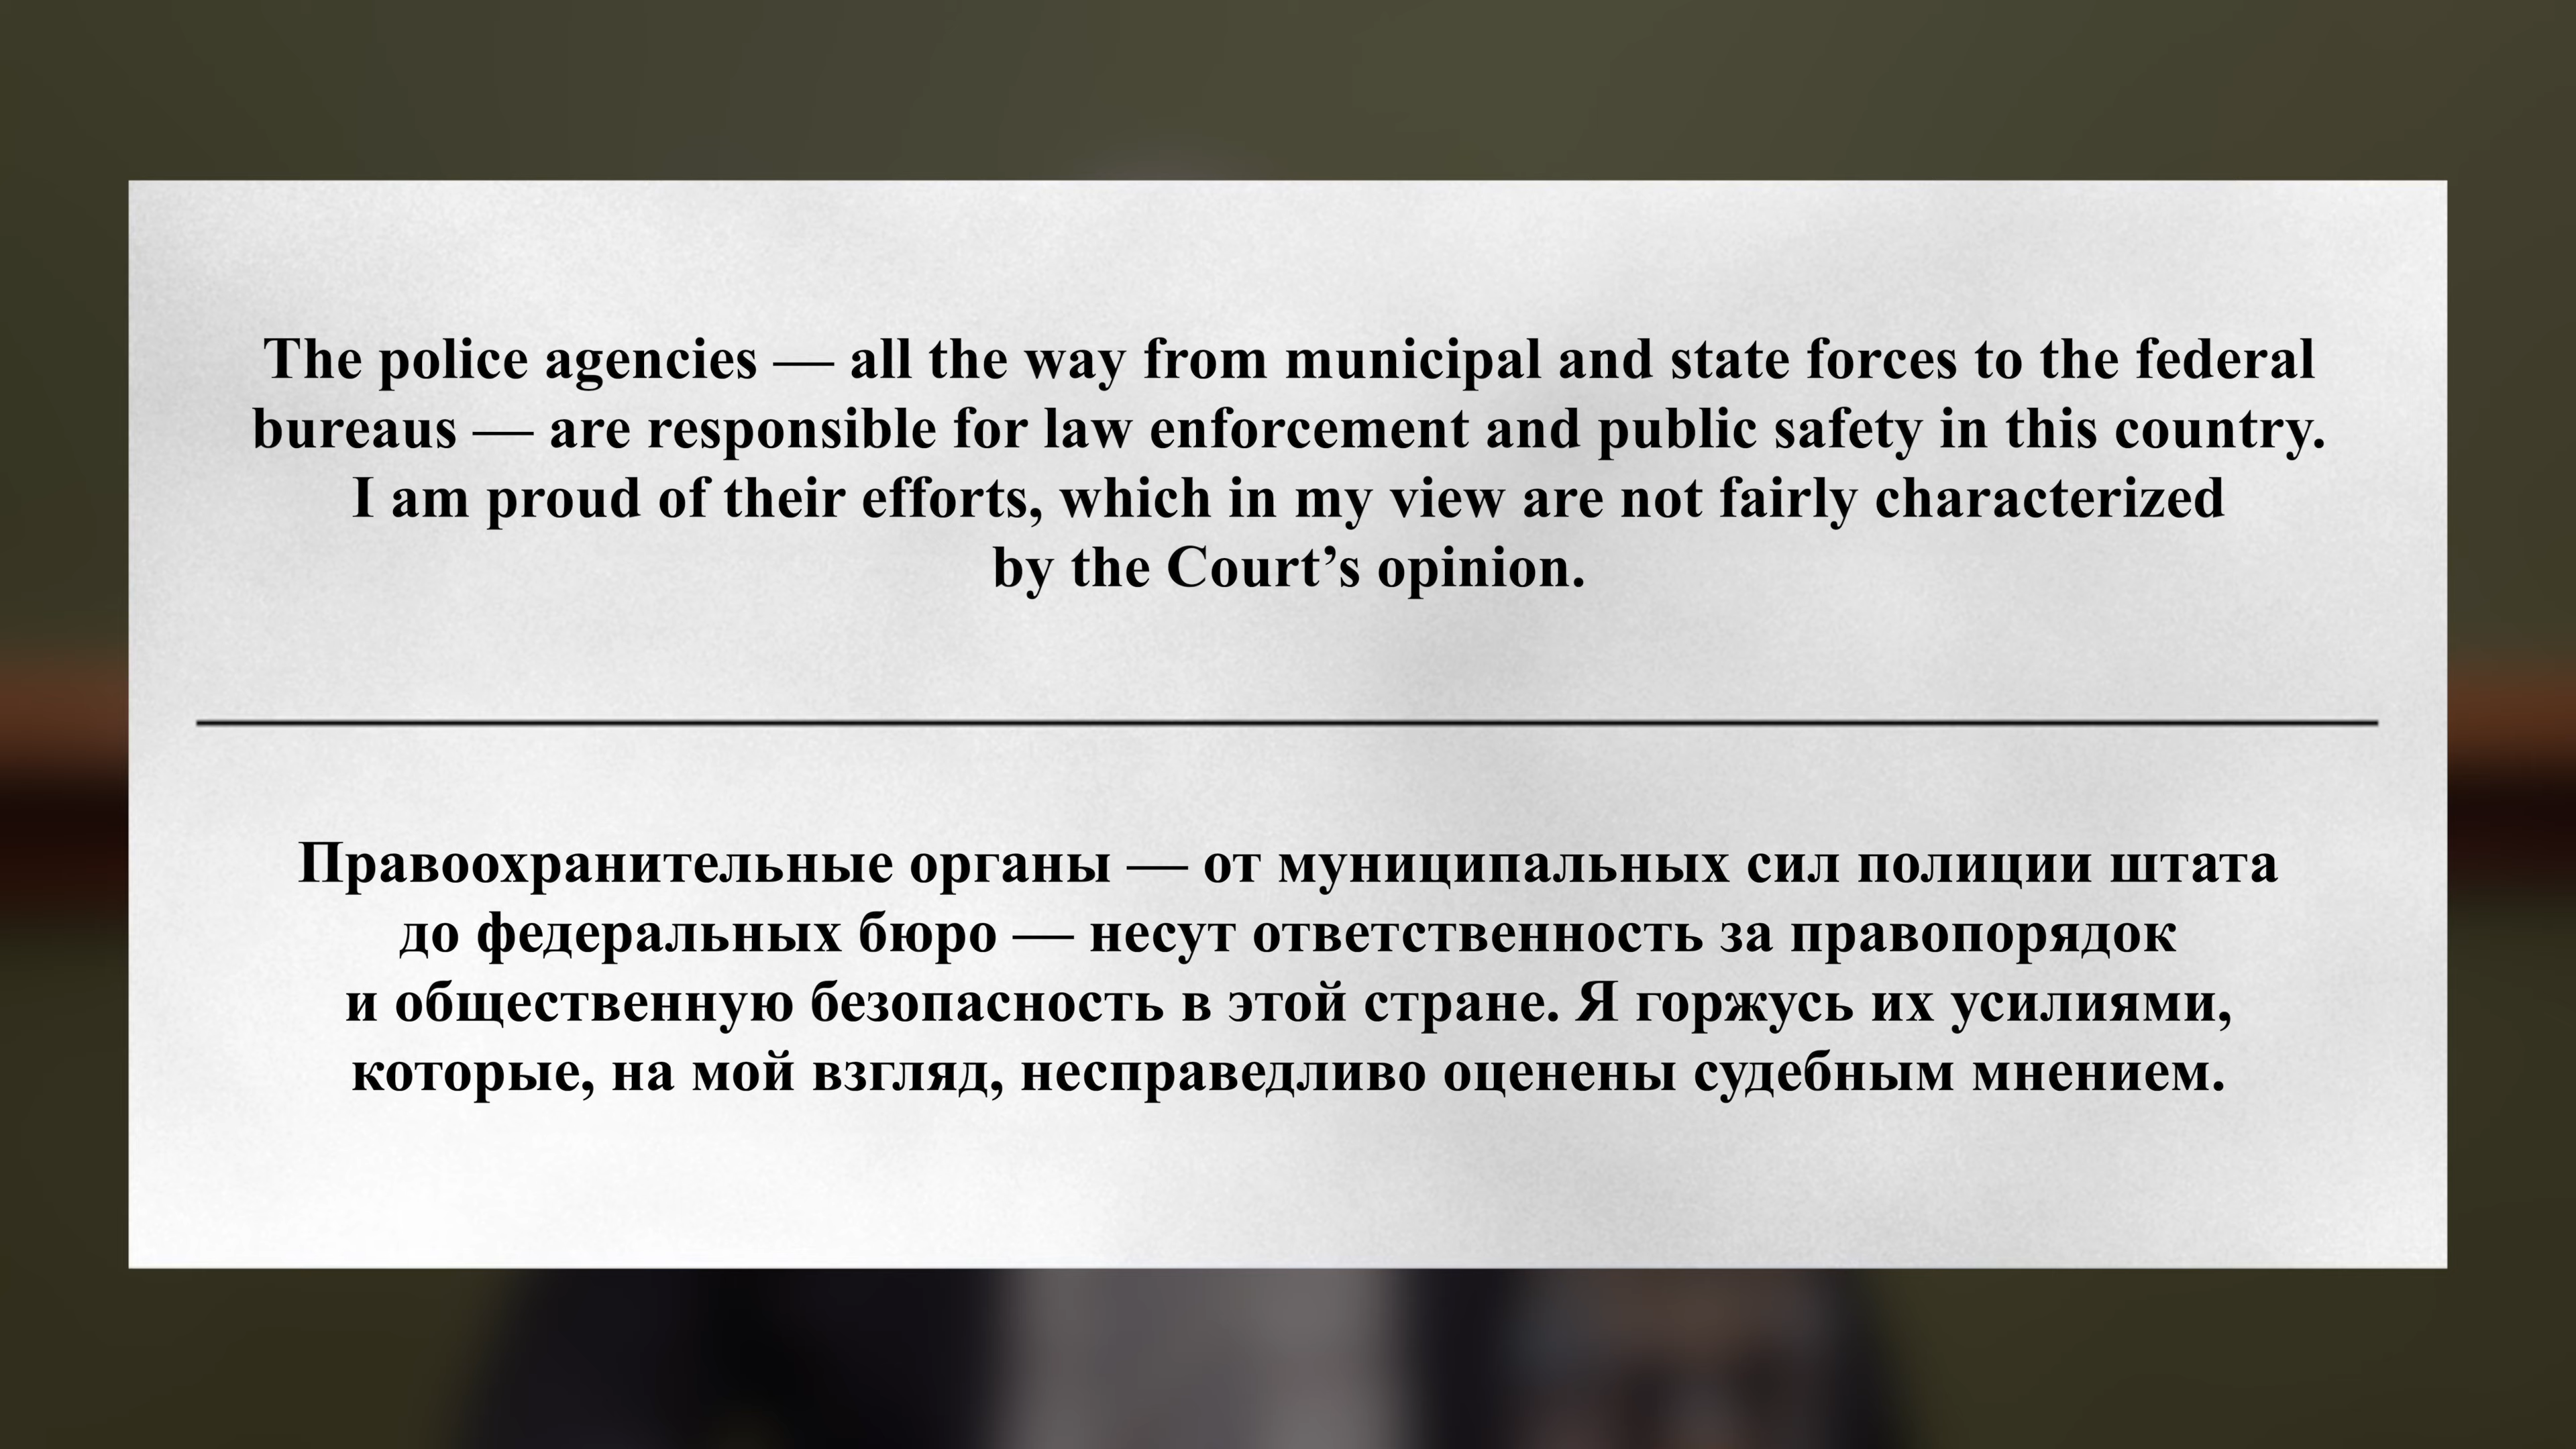 The police agencies — all the way from municipal and state forces to the federal
bureaus — are responsible for law enforcement and public safety in this country.
I am proud of their efforts, which in my view are not fairly characterized
by the Court’s opinion.
Правоохранительные органы — от муниципальных сил полиции штата
до федеральных бюро — несут ответственность за правопорядок
и общественную безопасность в этой стране. Я горжусь их усилиями,
которые, на мой взгляд, несправедливо оценены судебным мнением.